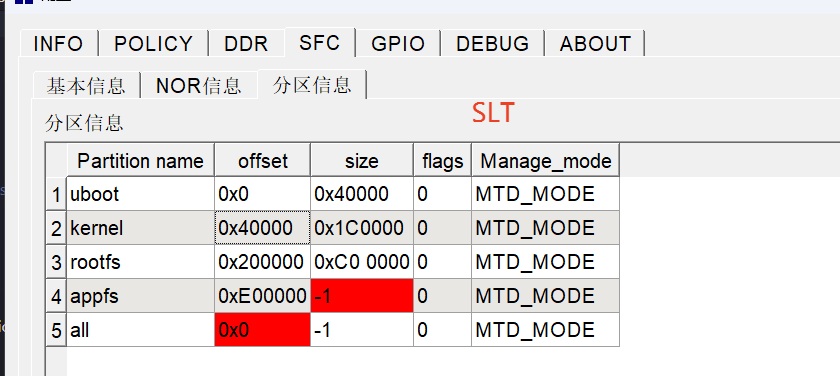 INFO POLICY DDR SFC GPIO DEBUG ABOUT
基本信息 NOR信息 分区信息
SLT
分区信息
Partition name offset size flags Manage_mode
1 uboot 0x0 0x40000 0 MTD_MODE
2 kernel 0x40000 0x1C0000 0 MTD_MODE
3 rootfs 0x200000 0xC0 0000 0 MTD_MODE
4 appfs 0xE00000 -1 0 MTD_MODE
5 all 0x0 -1 0 MTD_MODE